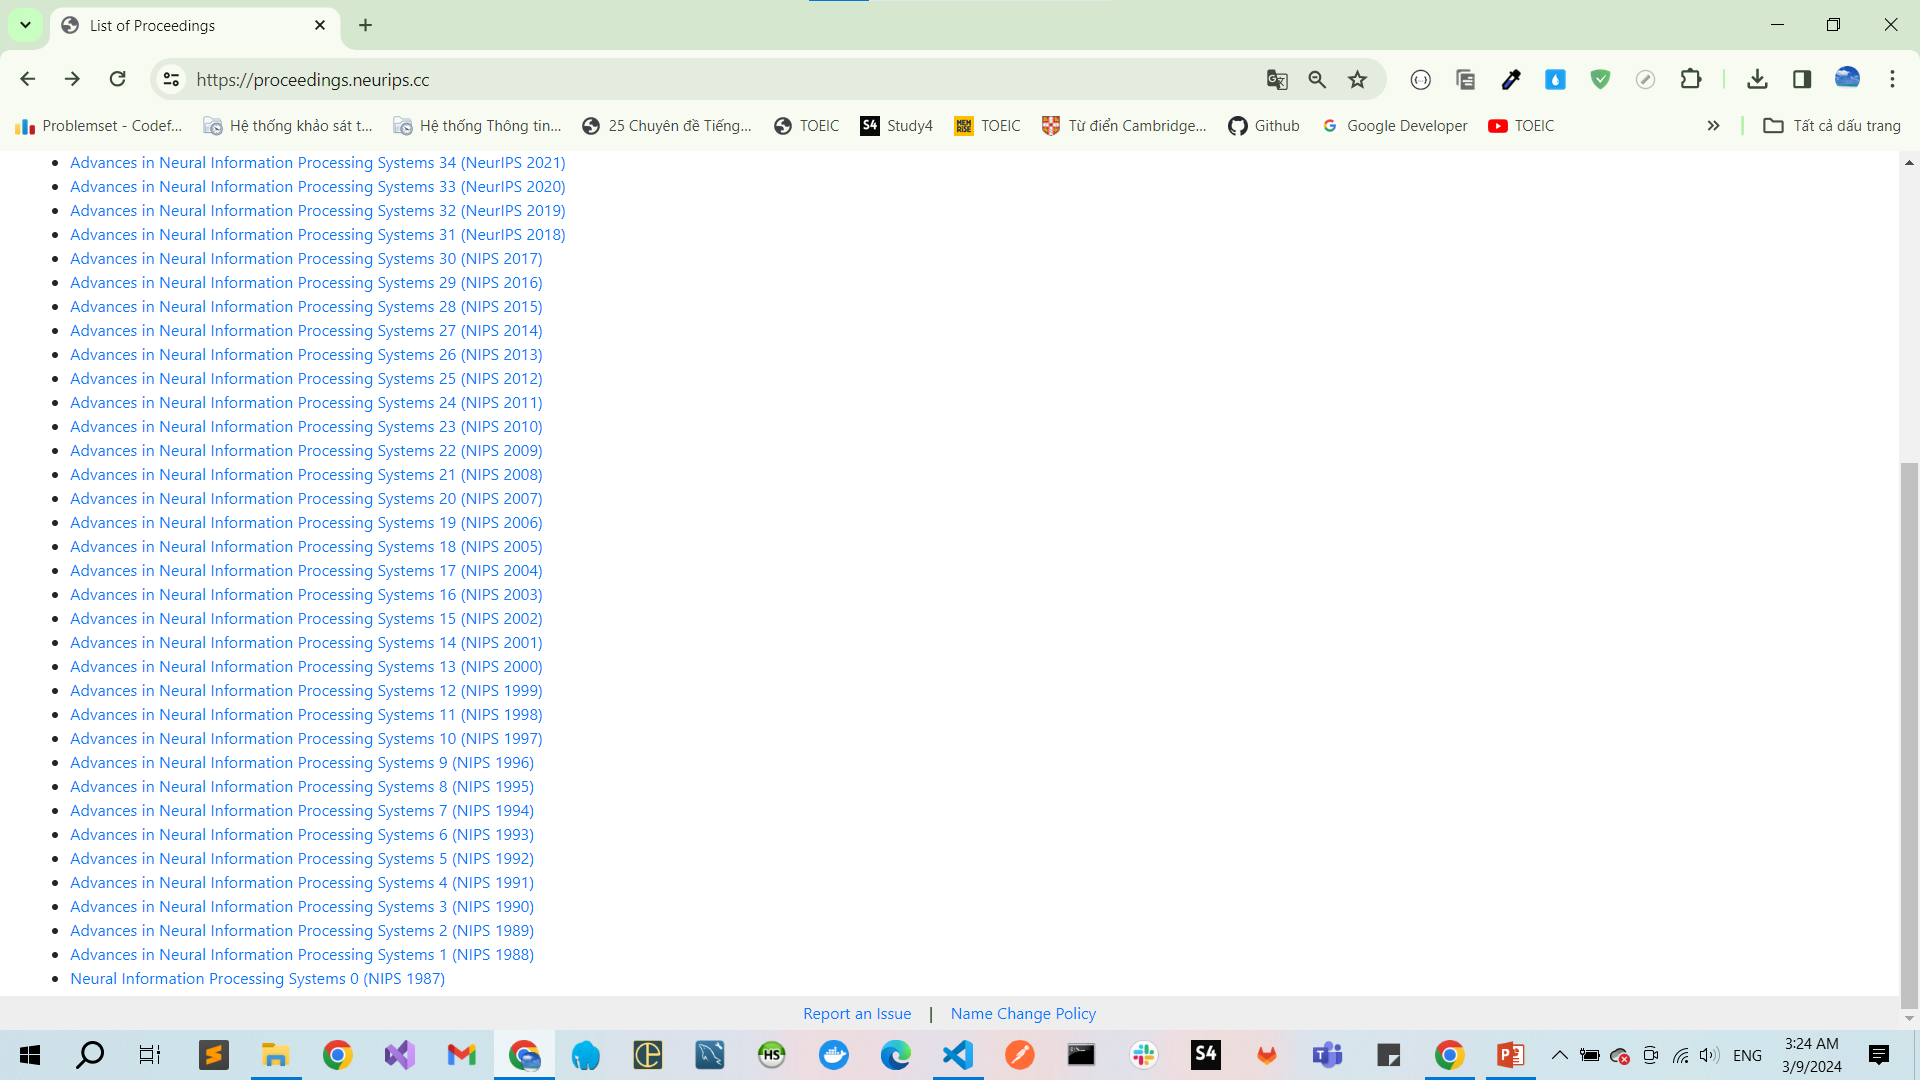 List of Proceedings
https://proceedings.neurips.cc
Problemset - Codef...
Hệ thống khảo sát t...
Hệ thống Thông tin...
25 Chuyên đề Tiếng...
TOEIC
S4 Study4
MEM RISE TOEIC
Từ điển Cambridge...
Github
G Google Developer
TOEIC
Tất cả dấu trang
Advances in Neural Information Processing Systems 34 (NeurIPS 2021)
Advances in Neural Information Processing Systems 33 (NeurIPS 2020)
Advances in Neural Information Processing Systems 32 (NeurIPS 2019)
Advances in Neural Information Processing Systems 31 (NeurIPS 2018)
Advances in Neural Information Processing Systems 30 (NIPS 2017)
Advances in Neural Information Processing Systems 29 (NIPS 2016)
Advances in Neural Information Processing Systems 28 (NIPS 2015)
Advances in Neural Information Processing Systems 27 (NIPS 2014)
Advances in Neural Information Processing Systems 26 (NIPS 2013)
Advances in Neural Information Processing Systems 25 (NIPS 2012)
Advances in Neural Information Processing Systems 24 (NIPS 2011)
Advances in Neural Information Processing Systems 23 (NIPS 2010)
Advances in Neural Information Processing Systems 22 (NIPS 2009)
Advances in Neural Information Processing Systems 21 (NIPS 2008)
Advances in Neural Information Processing Systems 20 (NIPS 2007)
Advances in Neural Information Processing Systems 19 (NIPS 2006)
Advances in Neural Information Processing Systems 18 (NIPS 2005)
Advances in Neural Information Processing Systems 17 (NIPS 2004)
Advances in Neural Information Processing Systems 16 (NIPS 2003)
Advances in Neural Information Processing Systems 15 (NIPS 2002)
Advances in Neural Information Processing Systems 14 (NIPS 2001)
Advances in Neural Information Processing Systems 13 (NIPS 2000)
Advances in Neural Information Processing Systems 12 (NIPS 1999)
Advances in Neural Information Processing Systems 11 (NIPS 1998)
Advances in Neural Information Processing Systems 10 (NIPS 1997)
Advances in Neural Information Processing Systems 9 (NIPS 1996)
Advances in Neural Information Processing Systems 8 (NIPS 1995)
Advances in Neural Information Processing Systems 7 (NIPS 1994)
Advances in Neural Information Processing Systems 6 (NIPS 1993)
Advances in Neural Information Processing Systems 5 (NIPS 1992)
Advances in Neural Information Processing Systems 4 (NIPS 1991)
Advances in Neural Information Processing Systems 3 (NIPS 1990)
Advances in Neural Information Processing Systems 2 (NIPS 1989)
Advances in Neural Information Processing Systems 1 (NIPS 1988)
Neural Information Processing Systems 0 (NIPS 1987)
Report an Issue | Name Change Policy
HS
S4
ENG
3:24 AM
3/9/2024